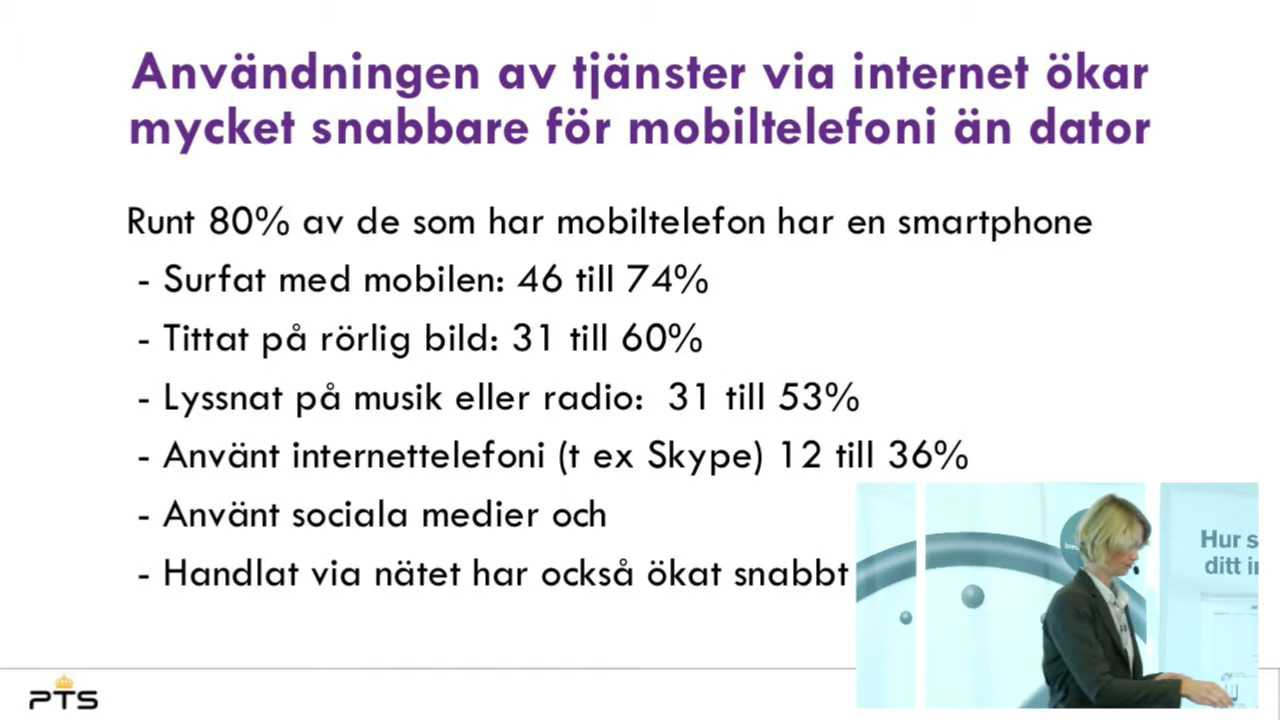 Användningen av tjänster via internet ökar
mycket snabbare för mobiltelefoni än dator
Runt 80% av de som har mobiltelefon har en smartphone
- Surfat med mobilen: 46 till 74%
- Tittat på rörlig bild: 31 till 60%
- Lyssnat på musik eller radio: 31 till 53%
- Använt internettelefoni (t ex Skype) 12 till 36%
- Använt sociala medier och
- Handlat via nätet har också ökat snabbt
Hur
ditt
PTS